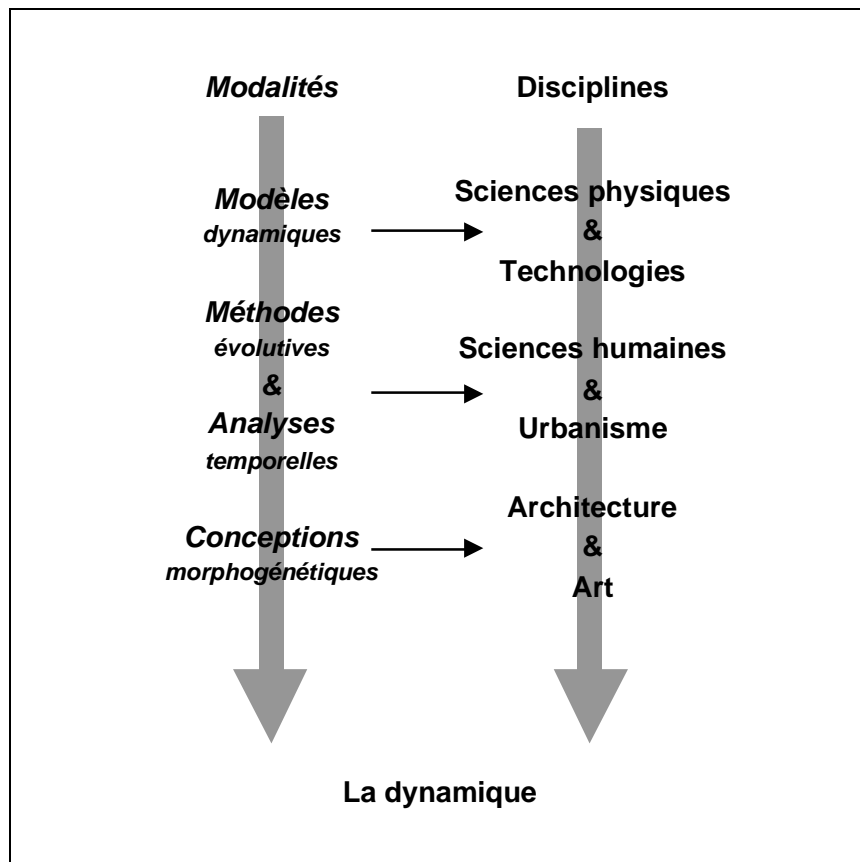 Modalités
Disciplines
Modèles
dynamiques
Sciences physiques
&
Technologies
Méthodes
évolutives
&
Analyses
temporelles
Sciences humaines
&
Urbanisme
Conceptions
morphogénétiques
Architecture
&
Art
La dynamique